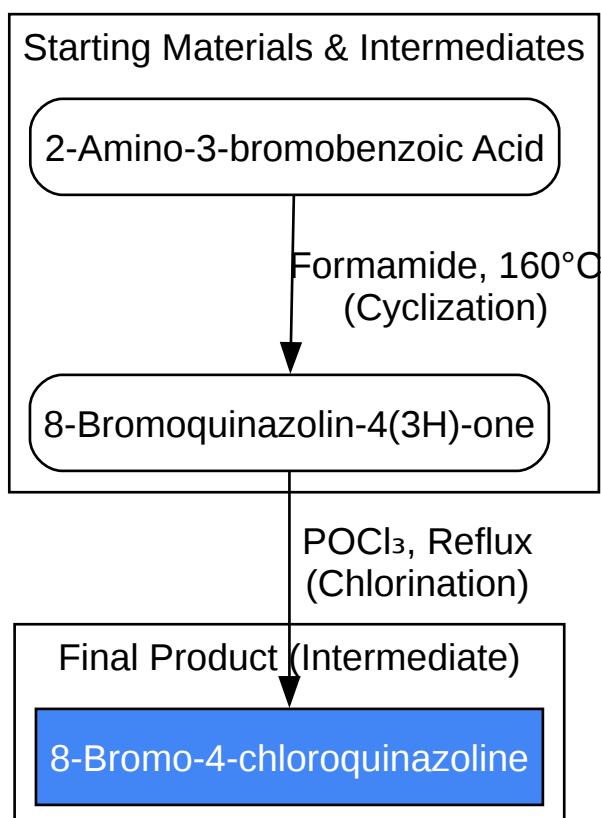 Starting Materials & Intermediates
2-Amino-3-bromobenzoic Acid
Formamide, 160°C
(Cyclization)
8-Bromoquinazolin-4(3H)-one
POCl₃, Reflux
(Chlorination)
Final Product (Intermediate)
8-Bromo-4-chloroquinazoline